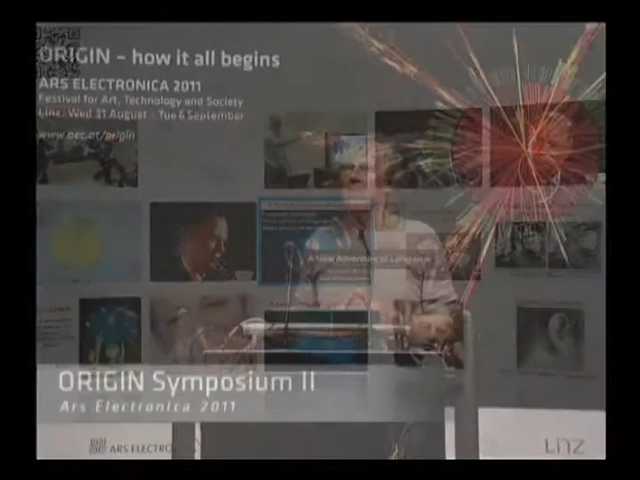 ORIGIN – how it all begins
ARS ELECTRONICA 2011
Festival for Art, Technology and Society
Linz, Wed 31 August – Tue 6 September
www.aec.at/origin
A New Adventure to Language
ORIGIN Symposium II
Ars Electronica 2011
ARS ELECTRO
LINZ